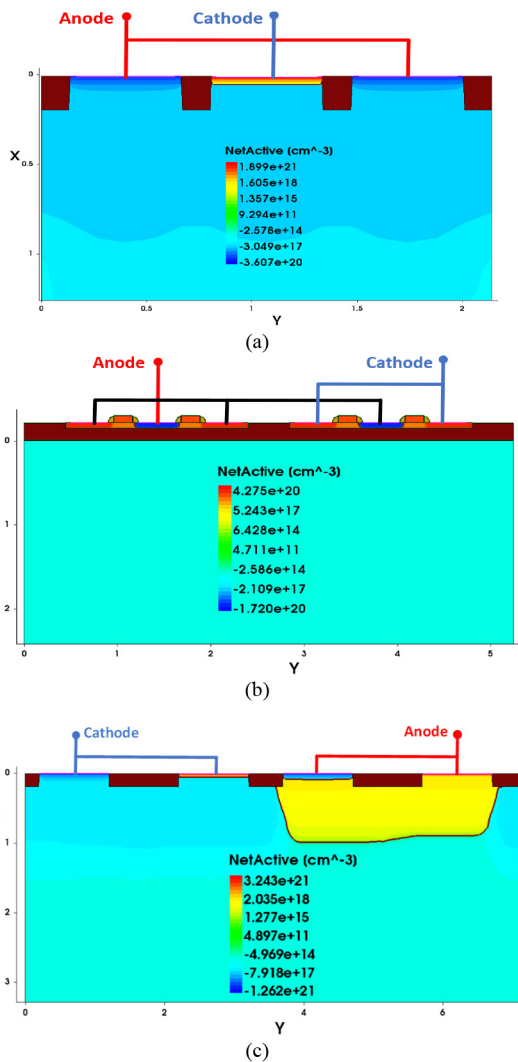 Anode Cathode
0
X
0.5
1
NetActive (cm^-3)
1.899e+21
1.605e+18
1.357e+15
9.294e+11
-2.578e+14
-3.049e+17
-3.607e+20
0 0.5 1 1.5 2
Y
(a)
Anode Cathode
0
1
2
NetActive (cm^-3)
4.275e+20
5.243e+17
6.428e+14
4.711e+11
-2.586e+14
-2.109e+17
-1.720e+20
0 1 2 3 4 5
Y
(b)
Cathode Anode
0
1
2
3
NetActive (cm^-3)
3.243e+21
2.035e+18
1.277e+15
4.897e+11
-4.969e+14
-7.918e+17
-1.262e+21
0 2 4 6
Y
(c)